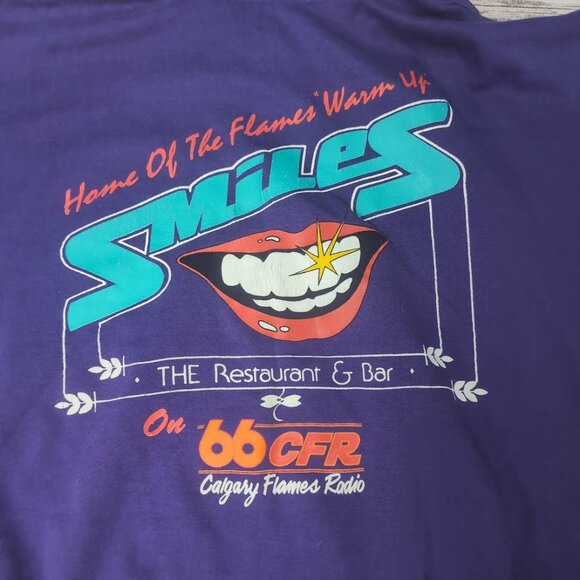 Home Of The Flames' Warm Up
SMiLeS
· THE Restaurant & Bar ·
On 66 CFR
Calgary Flames Radio